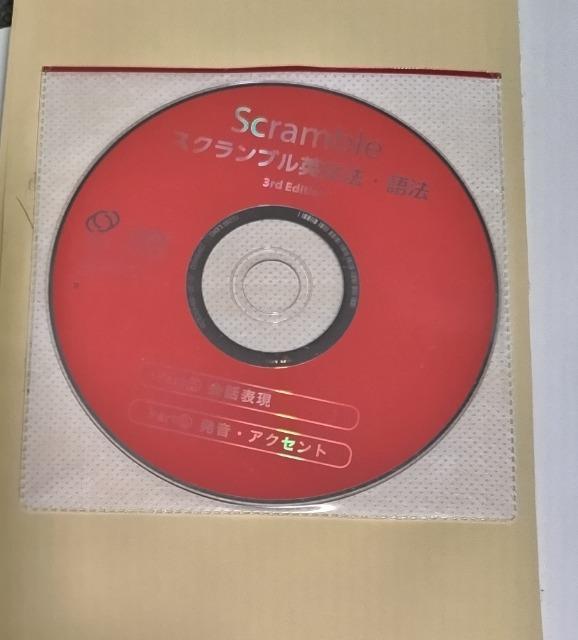 Scramble
スクランブル英文法・語法
3rd Edition
会話表現
発音・アクセント